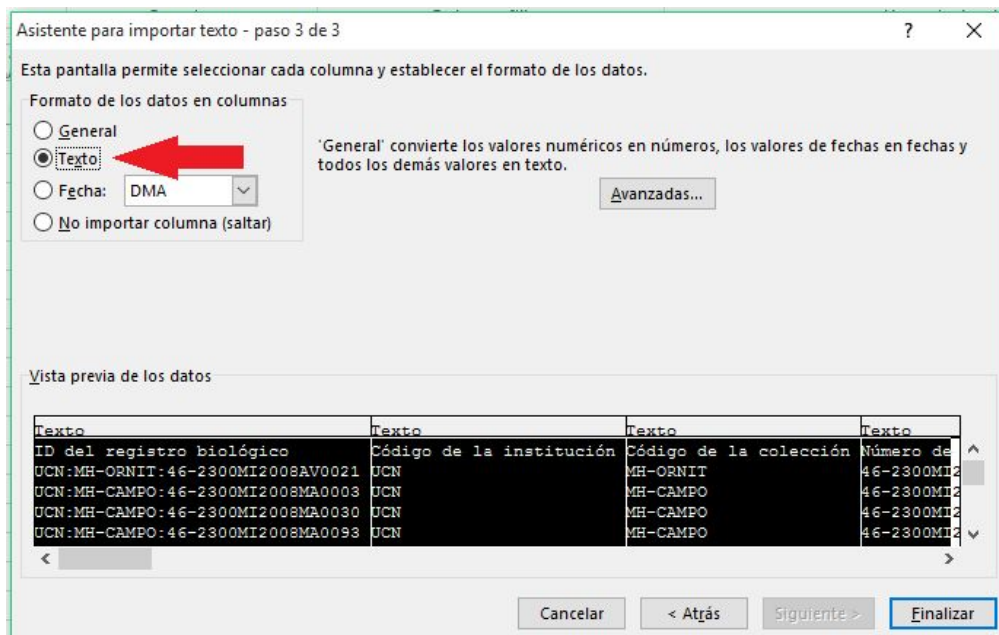 Asistente para importar texto - paso 3 de 3
?
Esta pantalla permite seleccionar cada columna y establecer el formato de los datos.
Formato de los datos en columnas
General
Texto
Fecha: DMA
No importar columna (saltar)
'General' convierte los valores numéricos en números, los valores de fechas en fechas y
todos los demás valores en texto.
Avanzadas...
Vista previa de los datos
Texto Texto Texto Texto
ID del registro biológico Código de la institución Código de la colección Número de
UCN:MH-ORNIT:46-2300MI2008AV0021 UCN MH-ORNIT 46-2300MI2
UCN:MH-CAMPO:46-2300MI2008MA0003 UCN MH-CAMPO 46-2300MI2
UCN:MH-CAMPO:46-2300MI2008MA0030 UCN MH-CAMPO 46-2300MI2
UCN:MH-CAMPO:46-2300MI2008MA0093 UCN MH-CAMPO 46-2300MI2
Cancelar < Atrás Siguiente > Finalizar